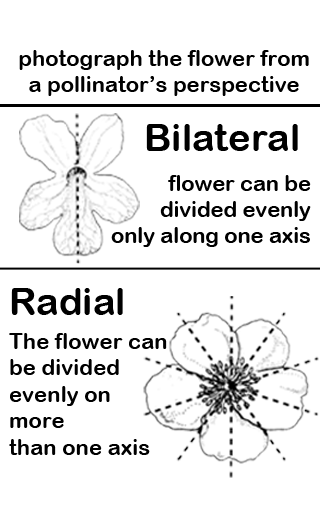 photograph the flower from
a pollinator's perspective
Bilateral
flower can be
divided evenly
only along one axis
Radial
The flower can
be divided
evenly on
more
than one axis